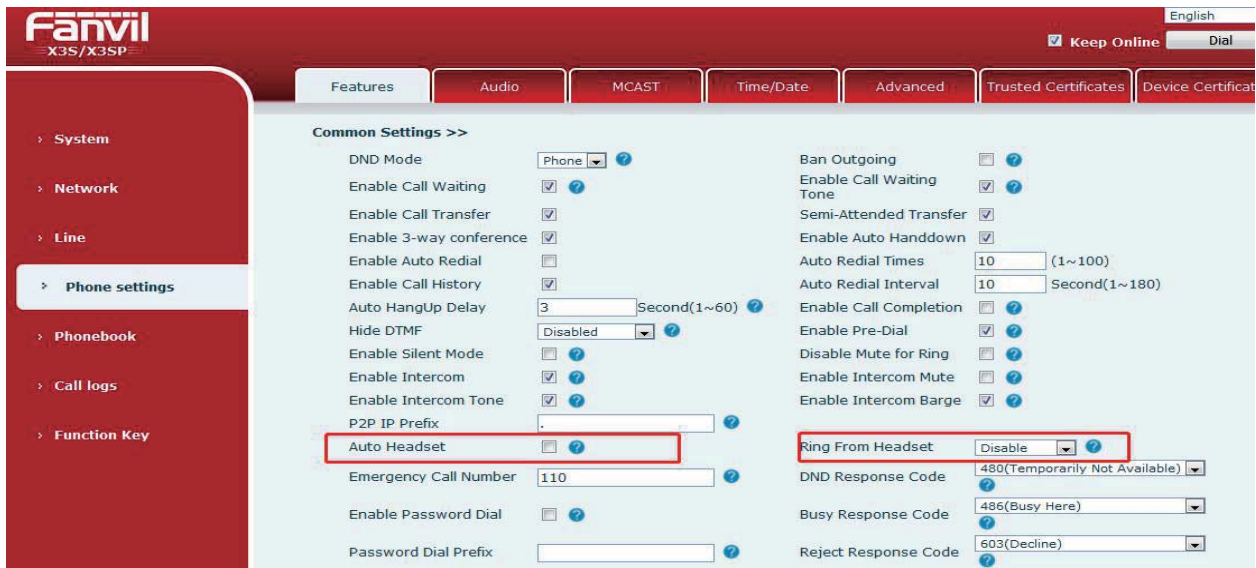 English
Fanvil
X3S/X3SP
Keep Online Dial
Features Audio MCAST Time/Date Advanced Trusted Certificates Device Certificat
› System
› Network
› Line
› Phone settings
› Phonebook
› Call logs
› Function Key
Common Settings >>
DND Mode Phone Ban Outgoing
Enable Call Waiting Enable Call Waiting Tone
Enable Call Transfer Semi-Attended Transfer
Enable 3-way conference Enable Auto Handdown
Enable Auto Redial Auto Redial Times 10 (1~100)
Enable Call History Auto Redial Interval 10 Second(1~180)
Auto HangUp Delay 3 Second(1~60) Enable Call Completion
Hide DTMF Disabled Enable Pre-Dial
Enable Silent Mode Disable Mute for Ring
Enable Intercom Enable Intercom Mute
Enable Intercom Tone Enable Intercom Barge
P2P IP Prefix .
Auto Headset Ring From Headset Disable
Emergency Call Number 110 DND Response Code 480(Temporarily Not Available)
Enable Password Dial Busy Response Code 486(Busy Here)
Password Dial Prefix Reject Response Code 603(Decline)